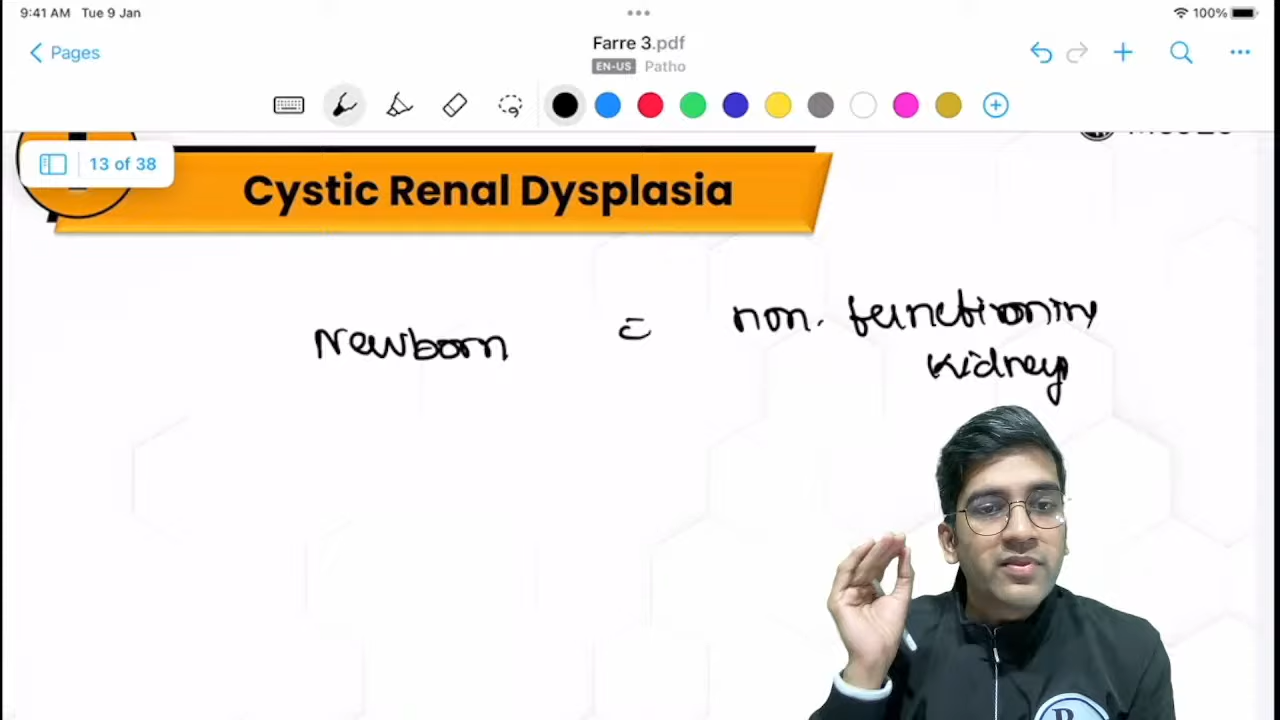 9:41 AM Tue 9 Jan
100%
Pages
Farre 3.pdf
EN-US Patho
13 of 38
Cystic Renal Dysplasia
Newborn c̄ non. functioning
kidney